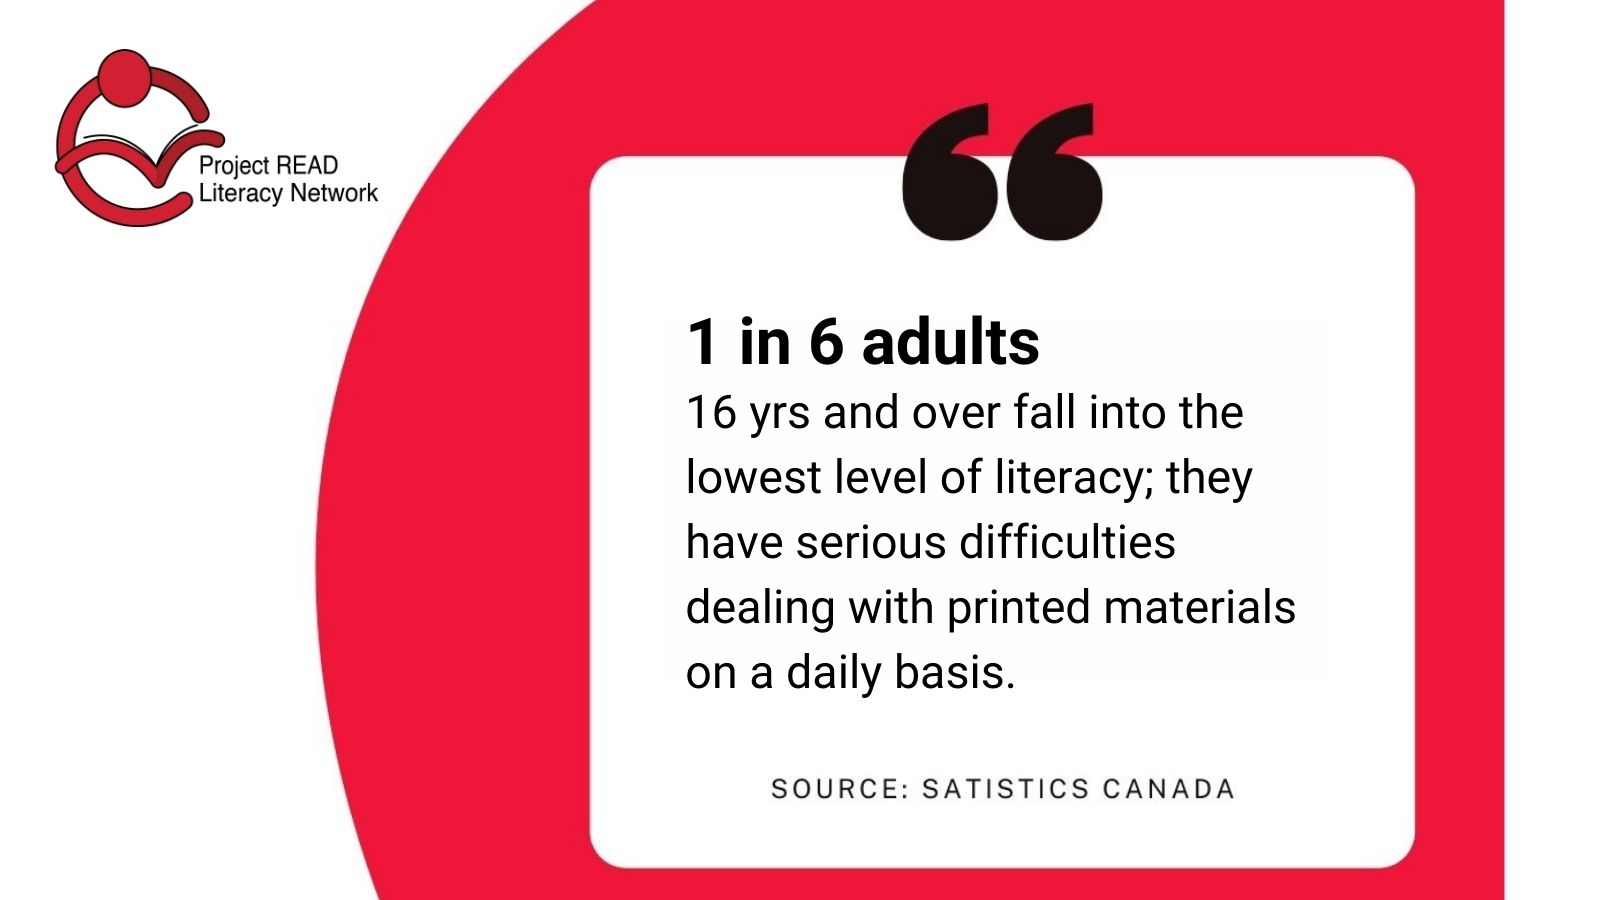 Project READ
Literacy Network
❝
1 in 6 adults
16 yrs and over fall into the
lowest level of literacy; they
have serious difficulties
dealing with printed materials
on a daily basis.
SOURCE: SATISTICS CANADA